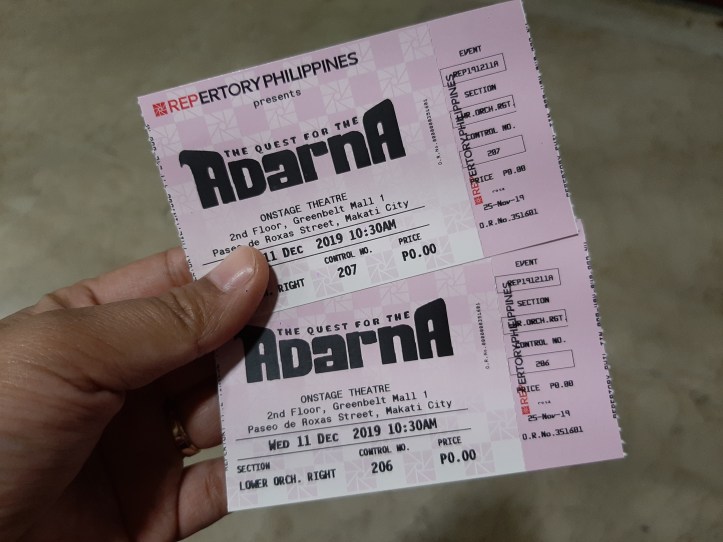 REPERTORY PHILIPPINES
presents
THE QUEST FOR THE
ADARNA
ONSTAGE THEATRE
2nd Floor, Greenbelt Mall 1
Paseo de Roxas Street, Makati City
11 DEC 2019 10:30AM
CONTROL NO. PRICE
RIGHT 207 P0.00
REPERTORY PHILIPPINES
EVENT
REP191211A
SECTION
ORCH.RGT.
CONTROL NO.
207
PRICE P0.00
25-Nov-19
O.R.No.351601
THE QUEST FOR THE
ADARNA
ONSTAGE THEATRE
2nd Floor, Greenbelt Mall 1
Paseo de Roxas Street, Makati City
WED 11 DEC 2019 10:30AM
SECTION CONTROL NO. PRICE
LOWER ORCH. RIGHT 206 P0.00
REPERTORY PHILIPPINES
EVENT
REP191211A
SECTION
ORCH.RGT.
CONTROL NO.
206
PRICE P0.00
25-Nov-19
O.R.No.351601